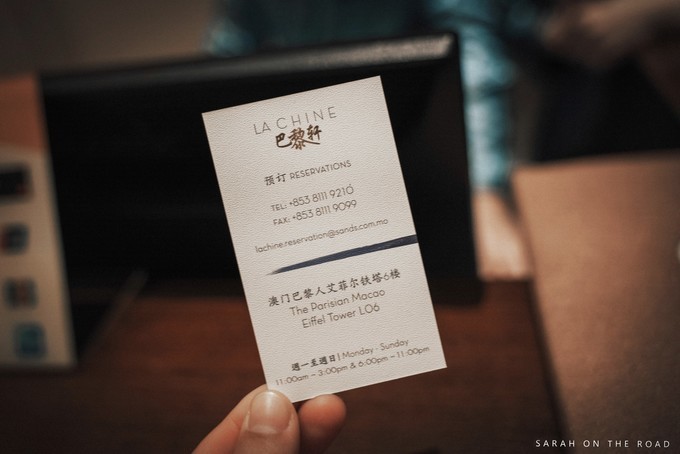 LA CHINE
巴黎轩
预订 RESERVATIONS
TEL: +853 8111 9210
FAX: +853 8111 9099
lachine.reservation@sands.com.mo
澳门巴黎人艾菲尔铁塔6楼
The Parisian Macao
Eiffel Tower L06
週一至週日 | Monday - Sunday
11:00am – 3:00pm & 6:00pm – 11:00pm
SARAH ON THE ROAD